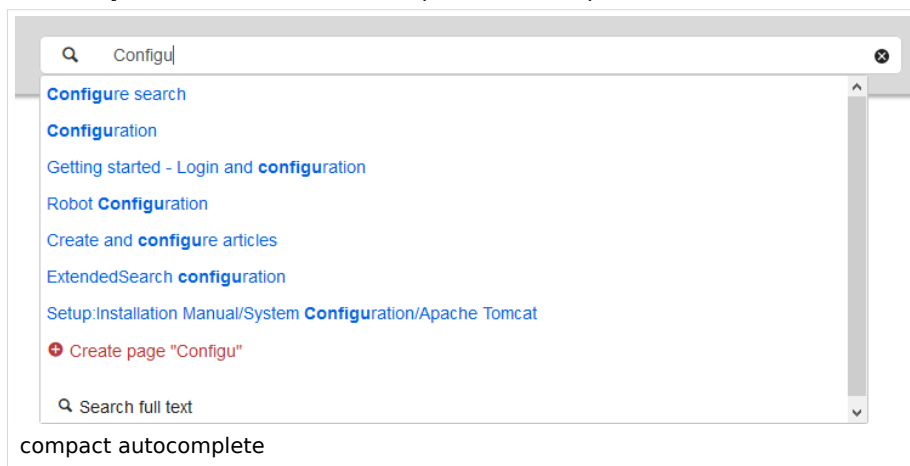 Configu
Configure search
Configuration
Getting started - Login and configuration
Robot Configuration
Create and configure articles
ExtendedSearch configuration
Setup:Installation Manual/System Configuration/Apache Tomcat
Create page "Configu"
Search full text
compact autocomplete